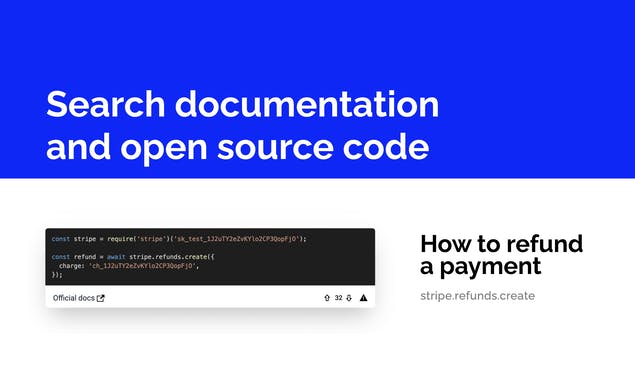 Search documentation
and open source code
const stripe = require('stripe')('sk_test_1J2uTY2eZvKYlo2CP3QopFjO');
const refund = await stripe.refunds.create({
charge: 'ch_1J2uTY2eZvKYlo2CP3QopFjO',
});
Official docs
32
How to refund
a payment
stripe.refunds.create